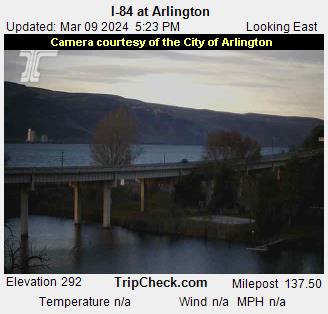 I-84 at Arlington
Updated: Mar 09 2024 5:23 PM Looking East
Camera courtesy of the City of Arlington
Elevation 292 TripCheck.com Milepost 137.50
Temperature n/a Wind n/a MPH n/a